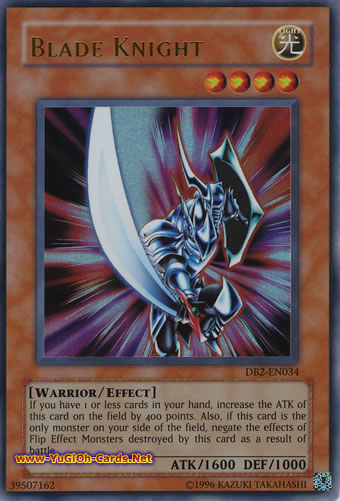 BLADE KNIGHT
LIGHT
光
DB2-EN034
[WARRIOR/EFFECT]
If you have 1 or less cards in your hand, increase the ATK of
this card on the field by 400 points. Also, if this card is the
only monster on your side of the field, negate the effects of
Flip Effect Monsters destroyed by this card as a result of
battle.
www.YuGiOh-Cards.Net
ATK/1600 DEF/1000
39507162
©1996 KAZUKI TAKAHASHI